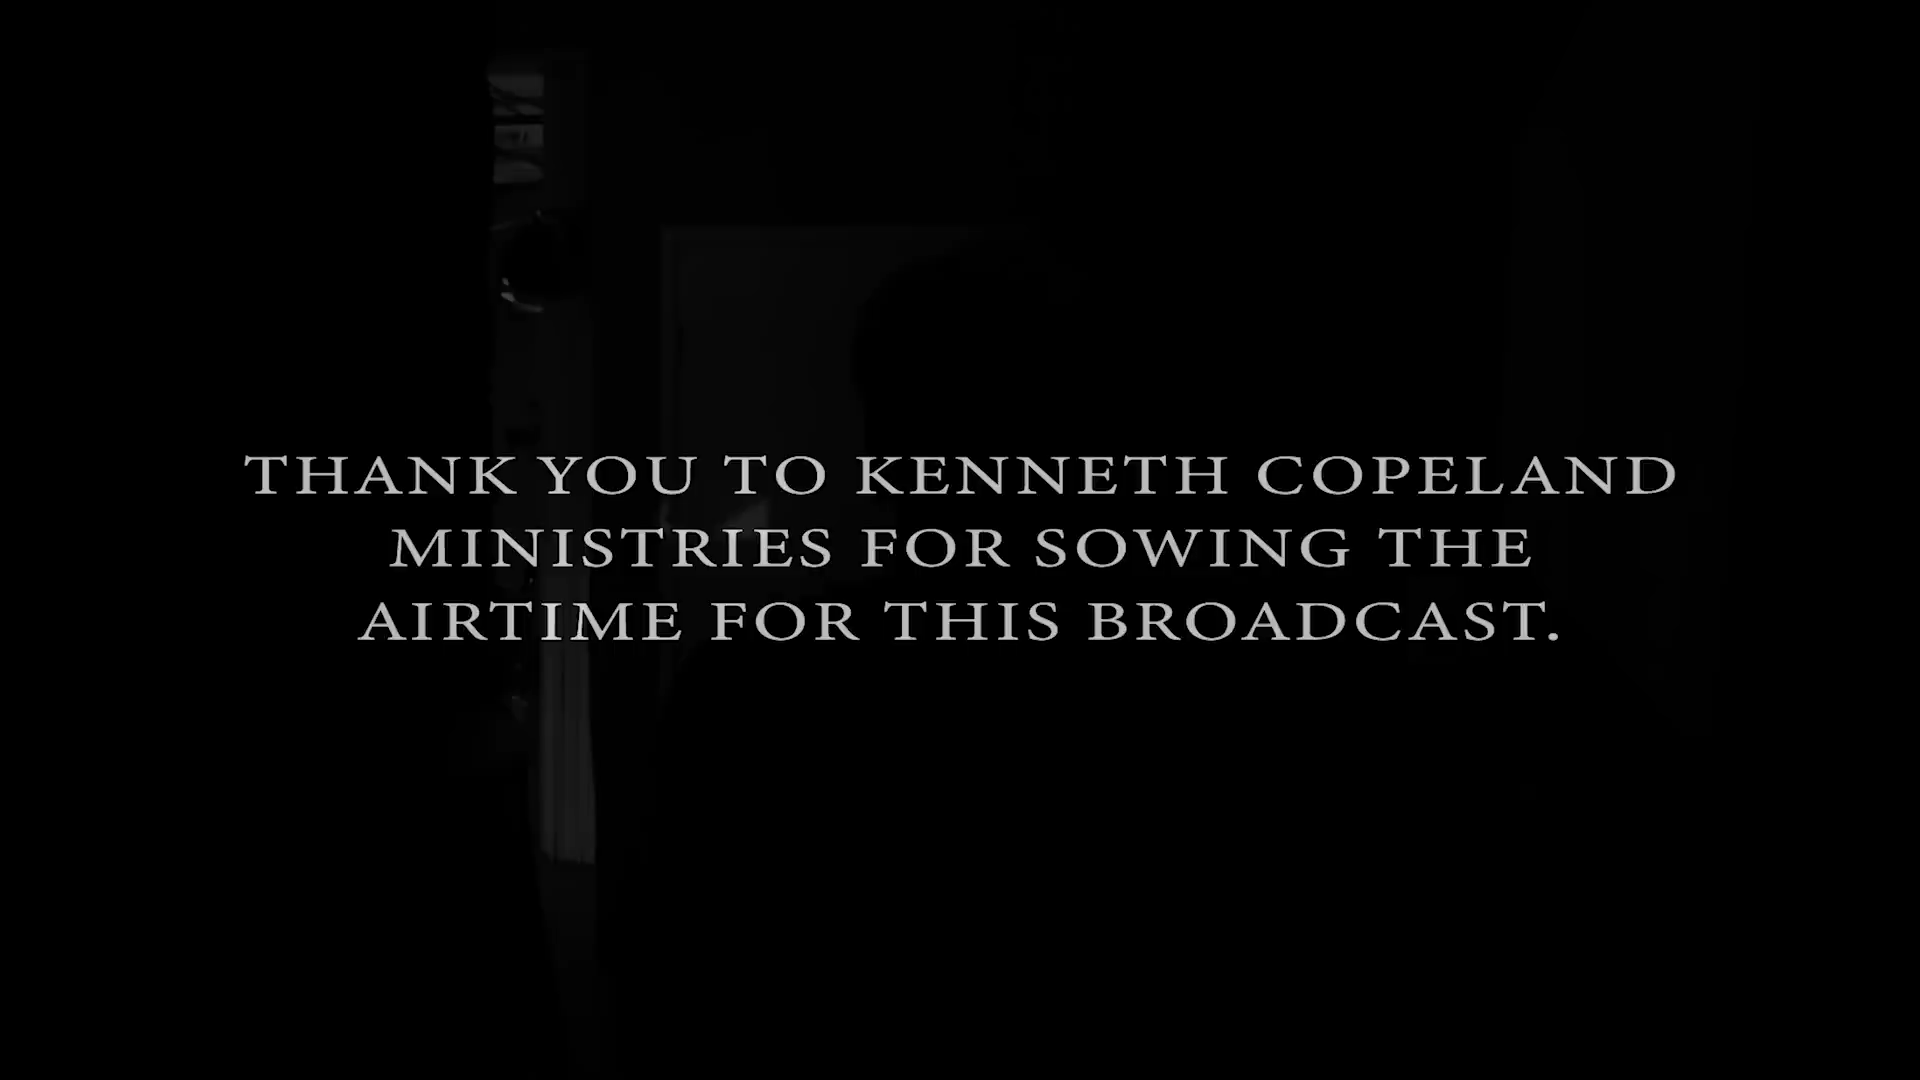 THANK YOU TO KENNETH COPELAND
MINISTRIES FOR SOWING THE
AIRTIME FOR THIS BROADCAST.